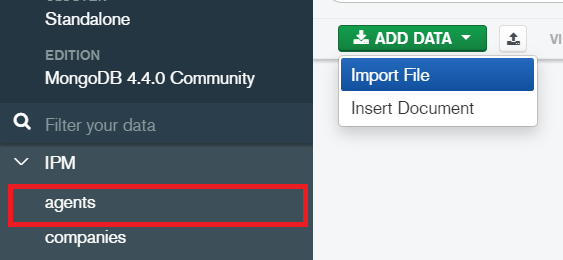 Standalone
EDITION
MongoDB 4.4.0 Community
Filter your data
IPM
agents
companies
ADD DATA
VI
Import File
Insert Document